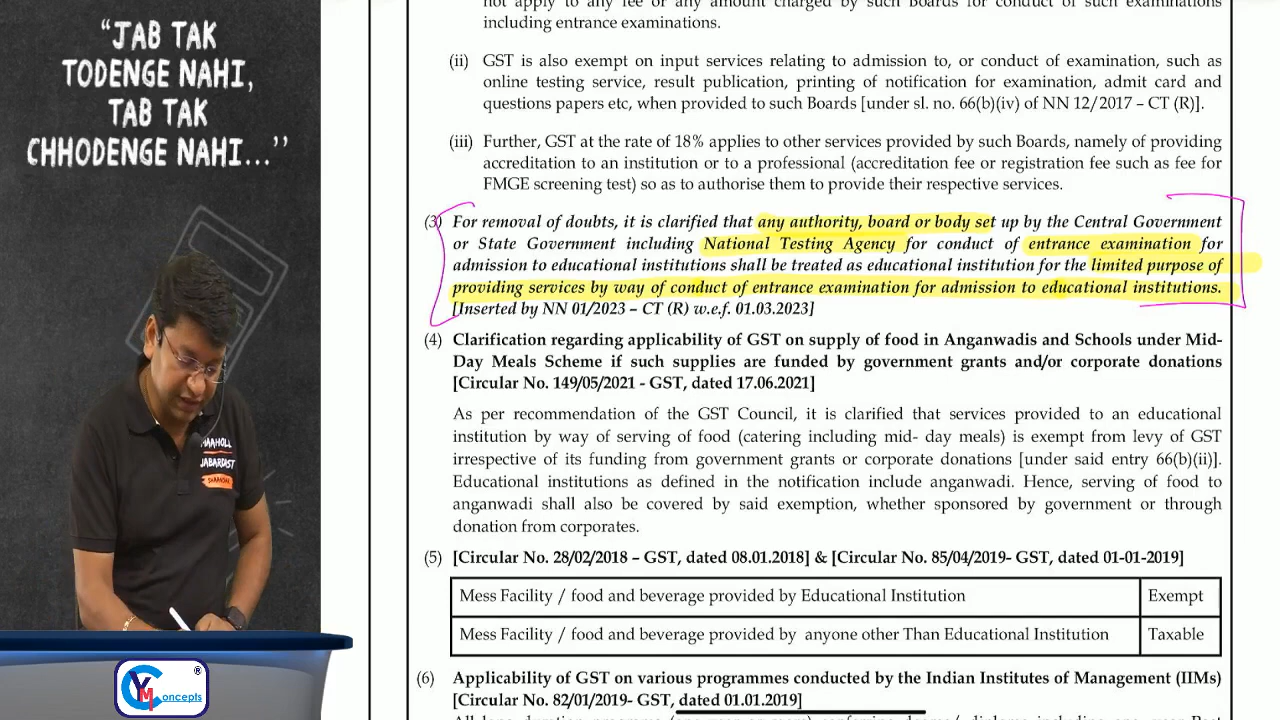 “JAB TAK
TODENGE NAHI,
TAB TAK
CHHODENGE NAHI...’’
MAAHOLL
JABARDAST
YM Concepts
®
not apply to any fee or any amount charged by such Boards for conduct of such examinations
including entrance examinations.
(ii) GST is also exempt on input services relating to admission to, or conduct of examination, such as
online testing service, result publication, printing of notification for examination, admit card and
questions papers etc, when provided to such Boards [under sl. no. 66(b)(iv) of NN 12/2017 – CT (R)].
(iii) Further, GST at the rate of 18% applies to other services provided by such Boards, namely of providing
accreditation to an institution or to a professional (accreditation fee or registration fee such as fee for
FMGE screening test) so as to authorise them to provide their respective services.
(3) For removal of doubts, it is clarified that any authority, board or body set up by the Central Government
or State Government including National Testing Agency for conduct of entrance examination for
admission to educational institutions shall be treated as educational institution for the limited purpose of
providing services by way of conduct of entrance examination for admission to educational institutions.
[Inserted by NN 01/2023 – CT (R) w.e.f. 01.03.2023]
(4) Clarification regarding applicability of GST on supply of food in Anganwadis and Schools under Mid-
Day Meals Scheme if such supplies are funded by government grants and/or corporate donations
[Circular No. 149/05/2021 - GST, dated 17.06.2021]
As per recommendation of the GST Council, it is clarified that services provided to an educational
institution by way of serving of food (catering including mid- day meals) is exempt from levy of GST
irrespective of its funding from government grants or corporate donations [under said entry 66(b)(ii)].
Educational institutions as defined in the notification include anganwadi. Hence, serving of food to
anganwadi shall also be covered by said exemption, whether sponsored by government or through
donation from corporates.
(5) [Circular No. 28/02/2018 – GST, dated 08.01.2018] & [Circular No. 85/04/2019- GST, dated 01-01-2019]
Mess Facility / food and beverage provided by Educational Institution Exempt
Mess Facility / food and beverage provided by anyone other Than Educational Institution Taxable
(6) Applicability of GST on various programmes conducted by the Indian Institutes of Management (IIMs)
[Circular No. 82/01/2019- GST, dated 01.01.2019]